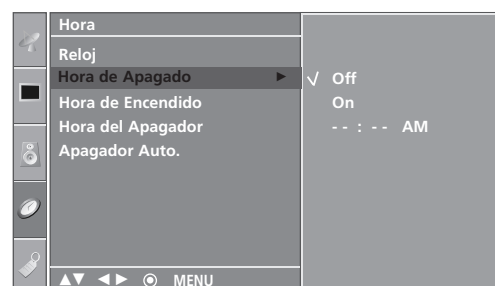 Hora
Reloj
Hora de Apagado ► √ Off
Hora de Encendido On
Hora del Apagador - - : - - AM
Apagador Auto.
▲▼ ◄► ◉ MENU